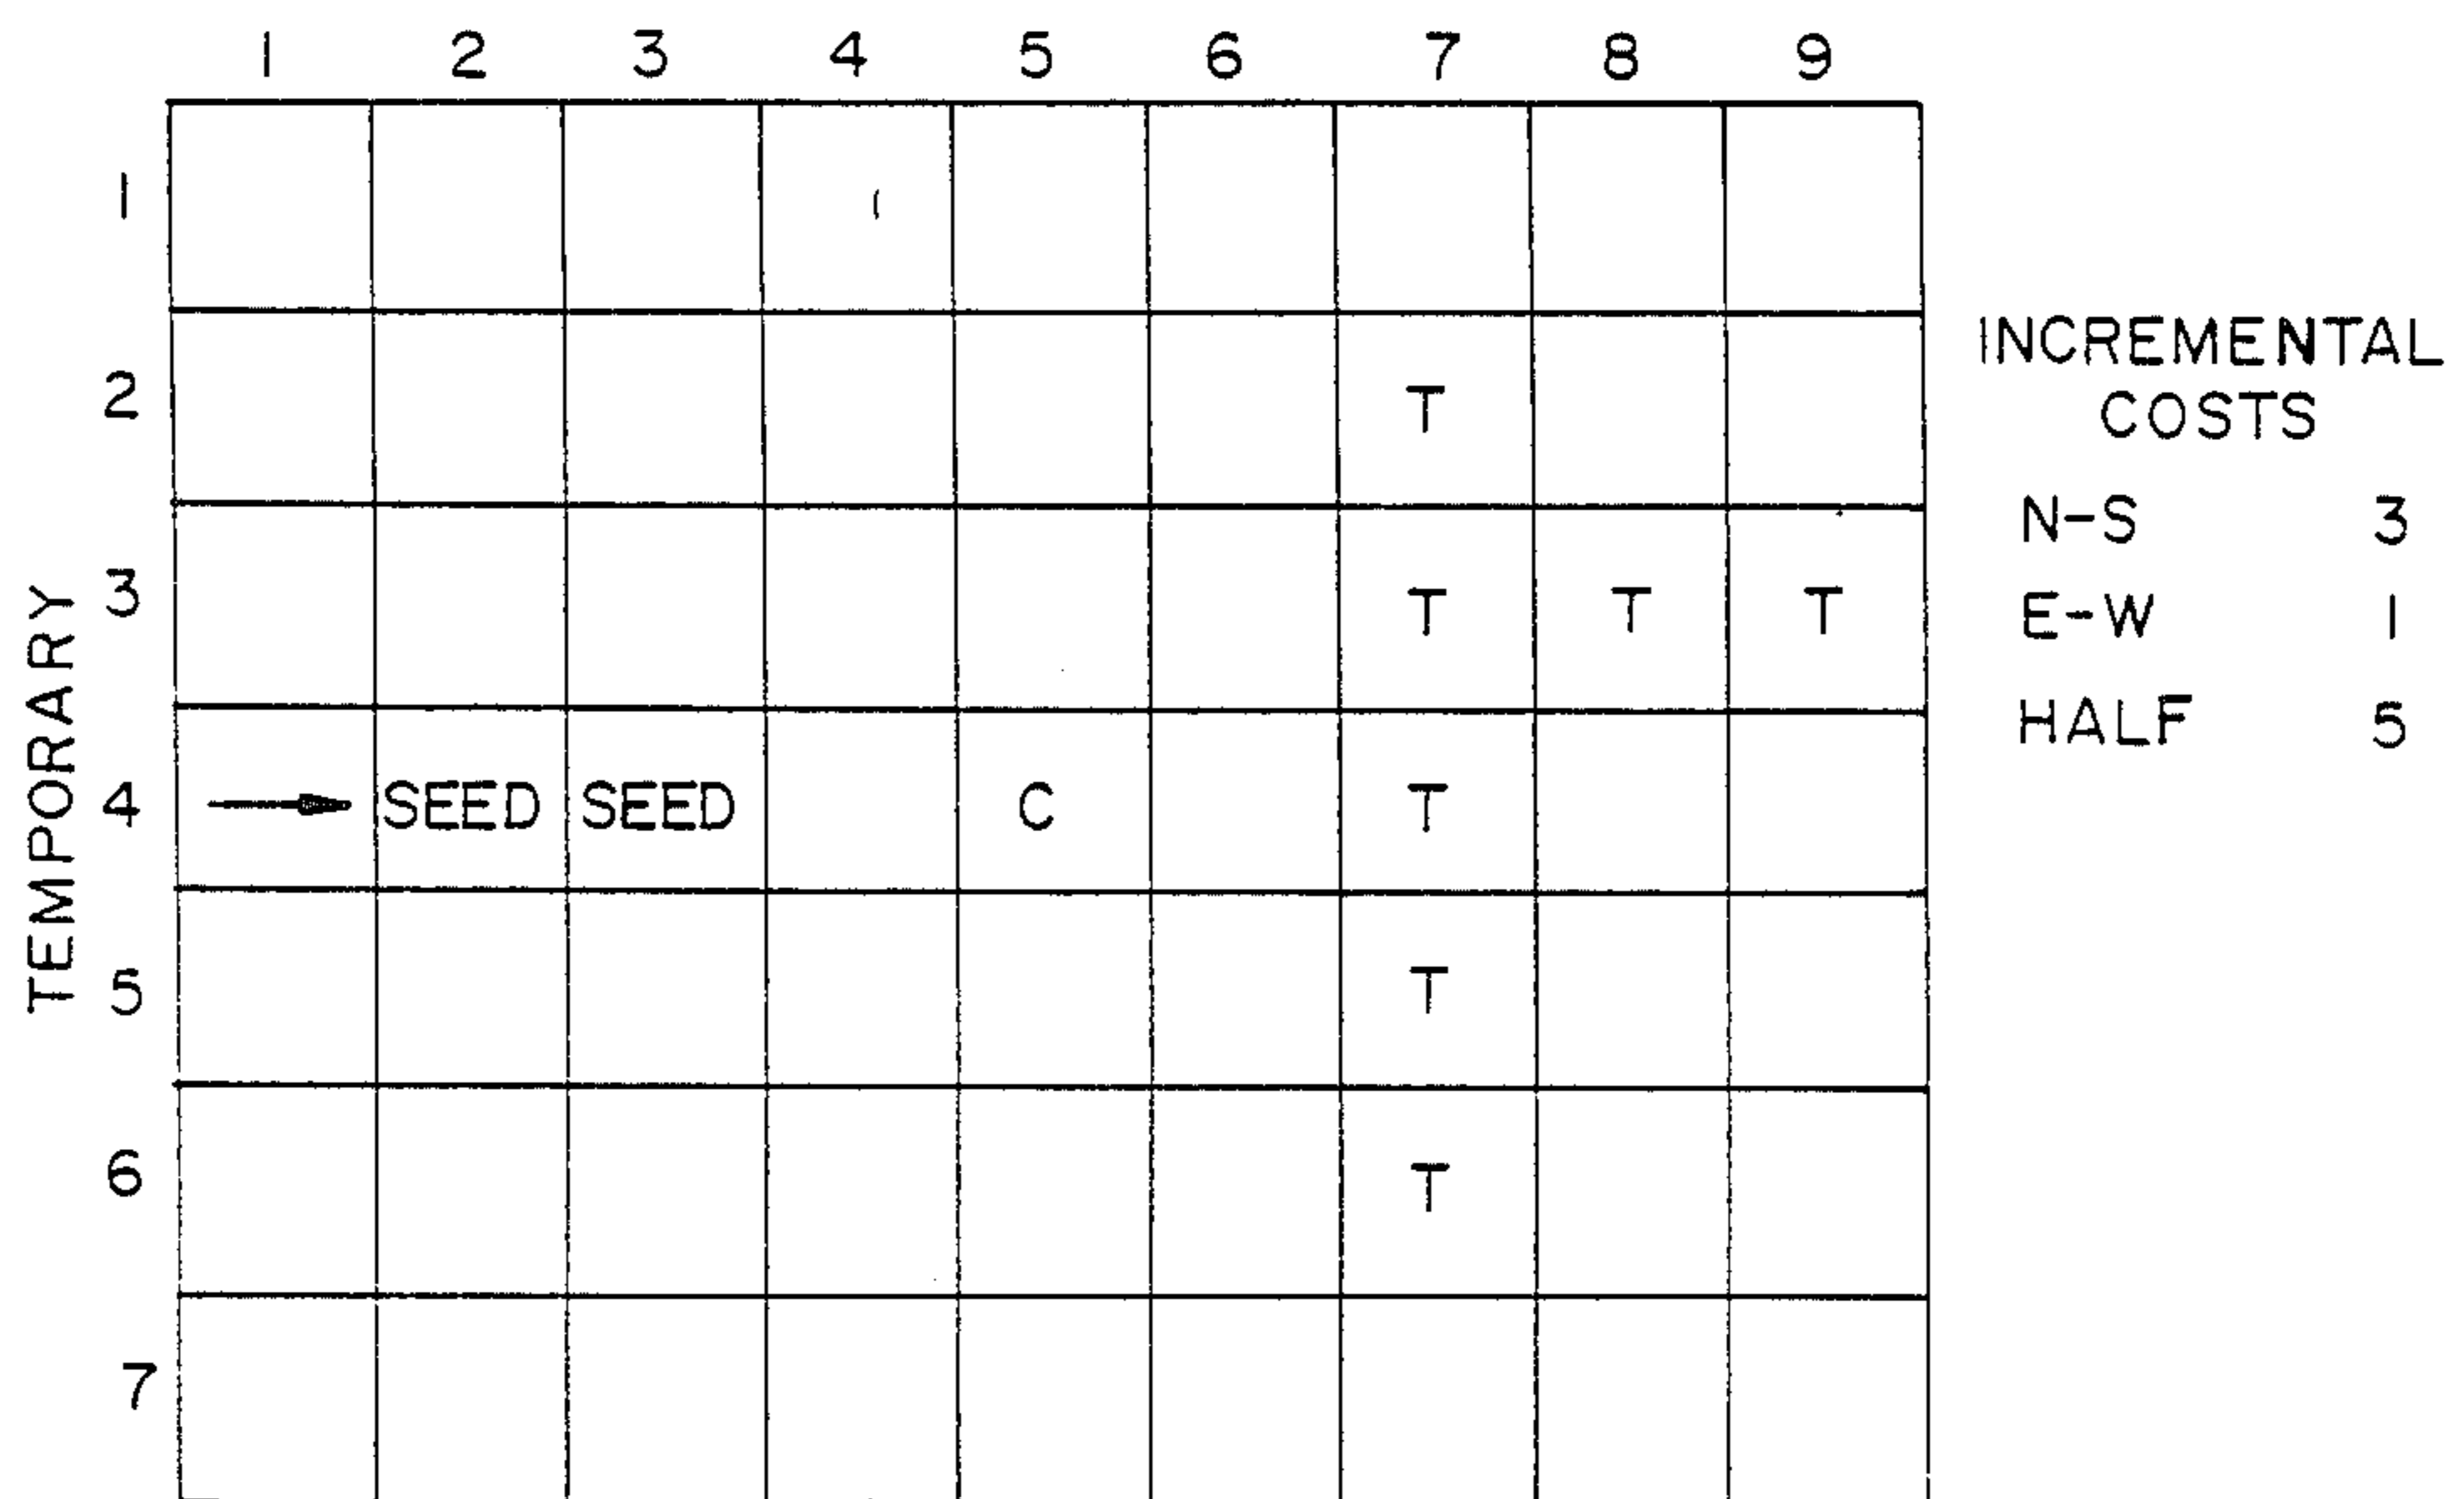 1 2 3 4 5 6 7 8 9
1
2 T
3 T T T
4 SEED SEED C T
5 T
6 T
7
TEMPORARY
INCREMENTAL
COSTS
N-S 3
E-W 1
HALF 5